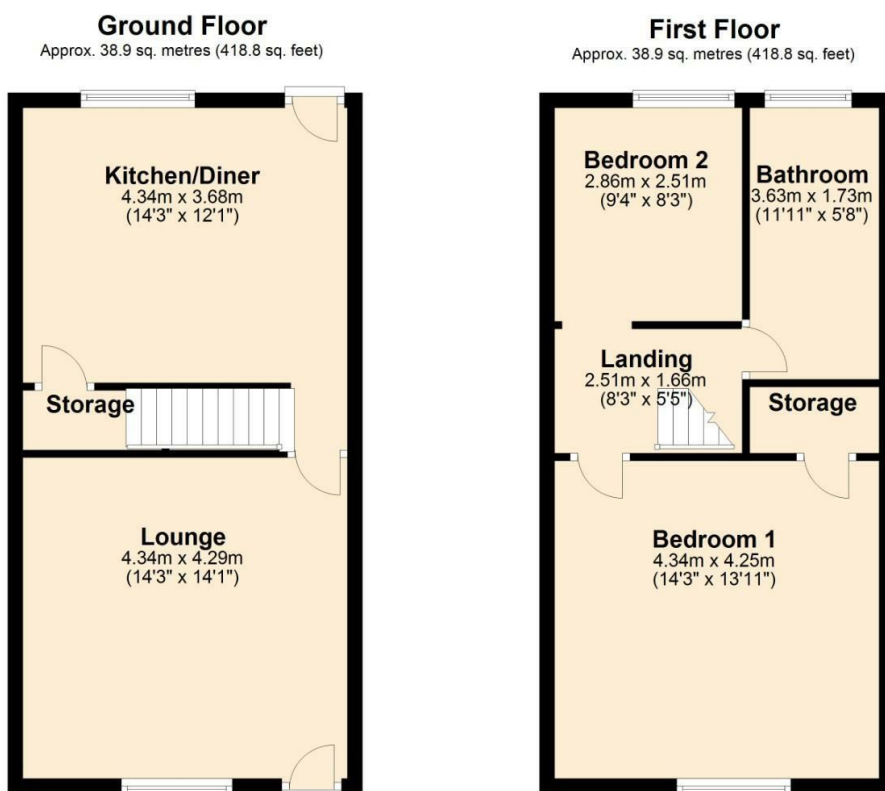 Ground Floor
Approx. 38.9 sq. metres (418.8 sq. feet)
Kitchen/Diner
4.34m x 3.68m
(14'3" x 12'1")
Storage
Lounge
4.34m x 4.29m
(14'3" x 14'1")
First Floor
Approx. 38.9 sq. metres (418.8 sq. feet)
Bedroom 2
2.86m x 2.51m
(9'4" x 8'3")
Bathroom
3.63m x 1.73m
(11'11" x 5'8")
Landing
2.51m x 1.66m
(8'3" x 5'5")
Storage
Bedroom 1
4.34m x 4.25m
(14'3" x 13'11")